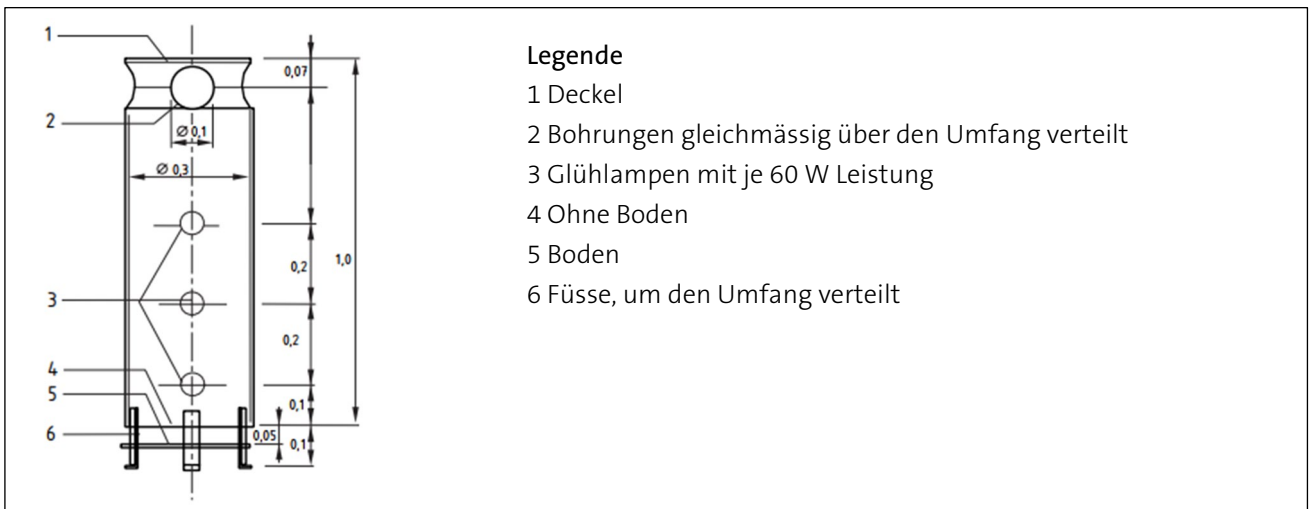 1
2
3
4
5
6
0,07
Ø 0,1
Ø 0,3
0,2
1,0
0,2
0,1
0,05
0,1
Legende
1 Deckel
2 Bohrungen gleichmässig über den Umfang verteilt
3 Glühlampen mit je 60 W Leistung
4 Ohne Boden
5 Boden
6 Füsse, um den Umfang verteilt